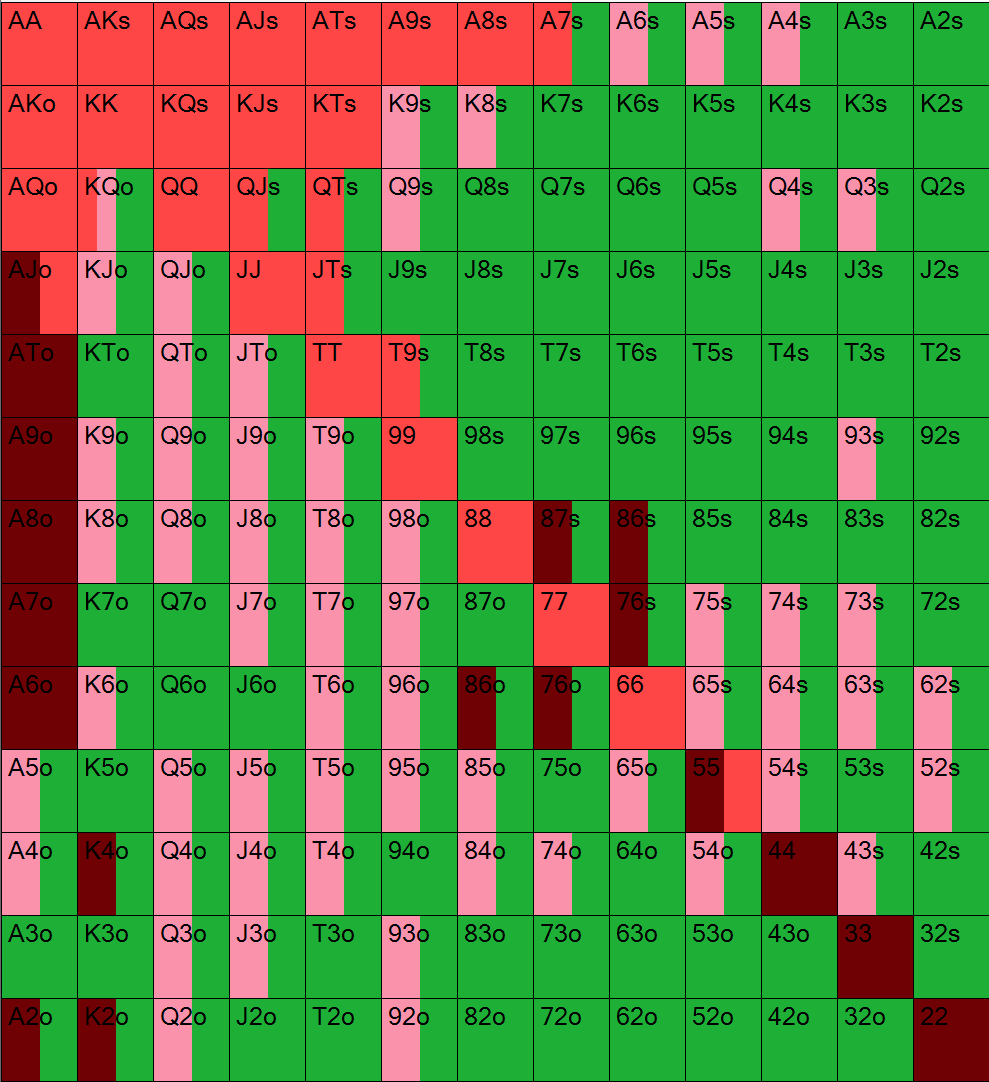 AA AKs AQs AJs ATs A9s A8s A7s A6s A5s A4s A3s A2s
AKo KK KQs KJs KTs K9s K8s K7s K6s K5s K4s K3s K2s
AQo KQo QQ QJs QTs Q9s Q8s Q7s Q6s Q5s Q4s Q3s Q2s
AJo KJo QJo JJ JTs J9s J8s J7s J6s J5s J4s J3s J2s
ATo KTo QTo JTo TT T9s T8s T7s T6s T5s T4s T3s T2s
A9o K9o Q9o J9o T9o 99 98s 97s 96s 95s 94s 93s 92s
A8o K8o Q8o J8o T8o 98o 88 87s 86s 85s 84s 83s 82s
A7o K7o Q7o J7o T7o 97o 87o 77 76s 75s 74s 73s 72s
A6o K6o Q6o J6o T6o 96o 86o 76o 66 65s 64s 63s 62s
A5o K5o Q5o J5o T5o 95o 85o 75o 65o 55 54s 53s 52s
A4o K4o Q4o J4o T4o 94o 84o 74o 64o 54o 44 43s 42s
A3o K3o Q3o J3o T3o 93o 83o 73o 63o 53o 43o 33 32s
A2o K2o Q2o J2o T2o 92o 82o 72o 62o 52o 42o 32o 22